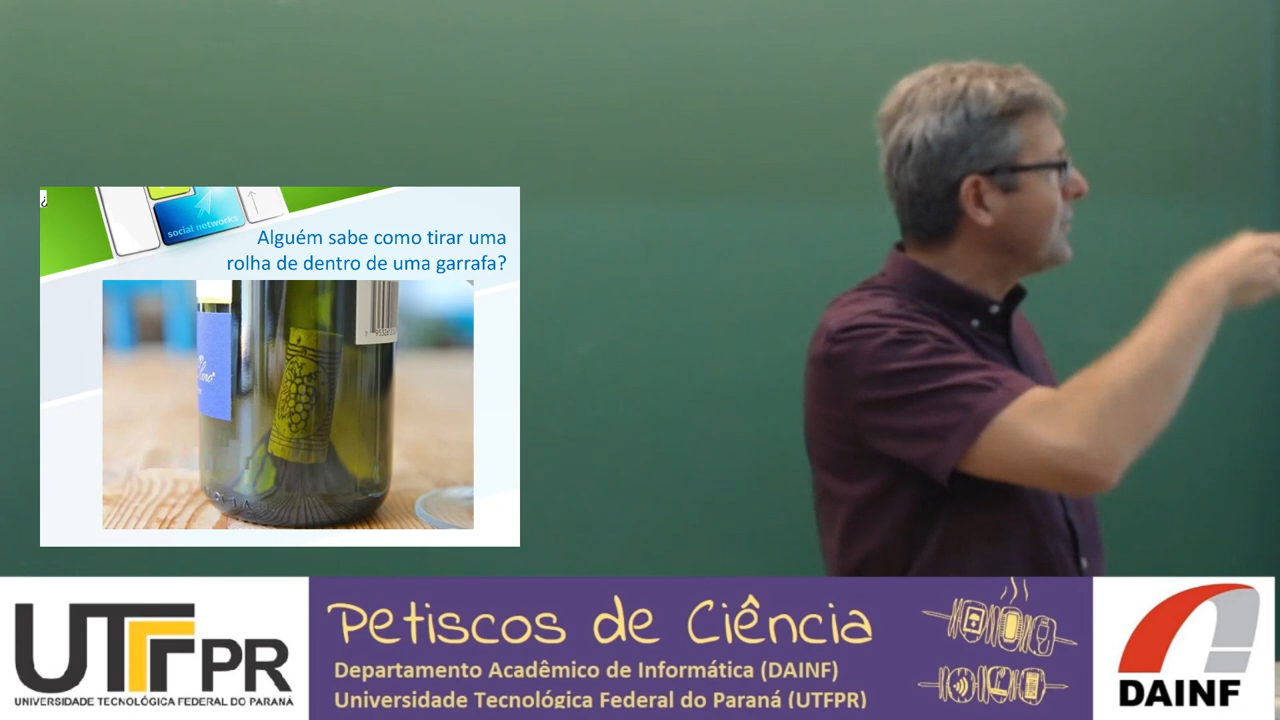 ¿
social networks
Alguém sabe como tirar uma
rolha de dentro de uma garrafa?
UTFPR
UNIVERSIDADE TECNOLÓGICA FEDERAL DO PARANÁ
Petiscos de Ciência
Departamento Acadêmico de Informática (DAINF)
Universidade Tecnológica Federal do Paraná (UTFPR)
DAINF